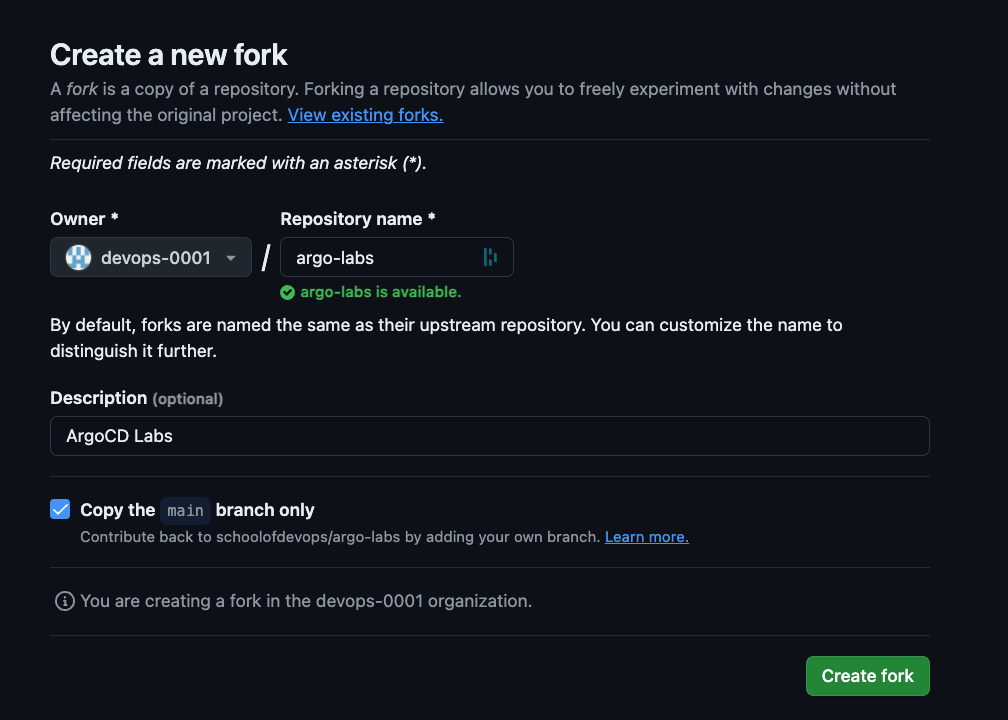 Create a new fork
A fork is a copy of a repository. Forking a repository allows you to freely experiment with changes without
affecting the original project. View existing forks.
Required fields are marked with an asterisk (*).
Owner * Repository name *
devops-0001 / argo-labs
argo-labs is available.
By default, forks are named the same as their upstream repository. You can customize the name to
distinguish it further.
Description (optional)
ArgoCD Labs
Copy the main branch only
Contribute back to schoolofdevops/argo-labs by adding your own branch. Learn more.
You are creating a fork in the devops-0001 organization.
Create fork